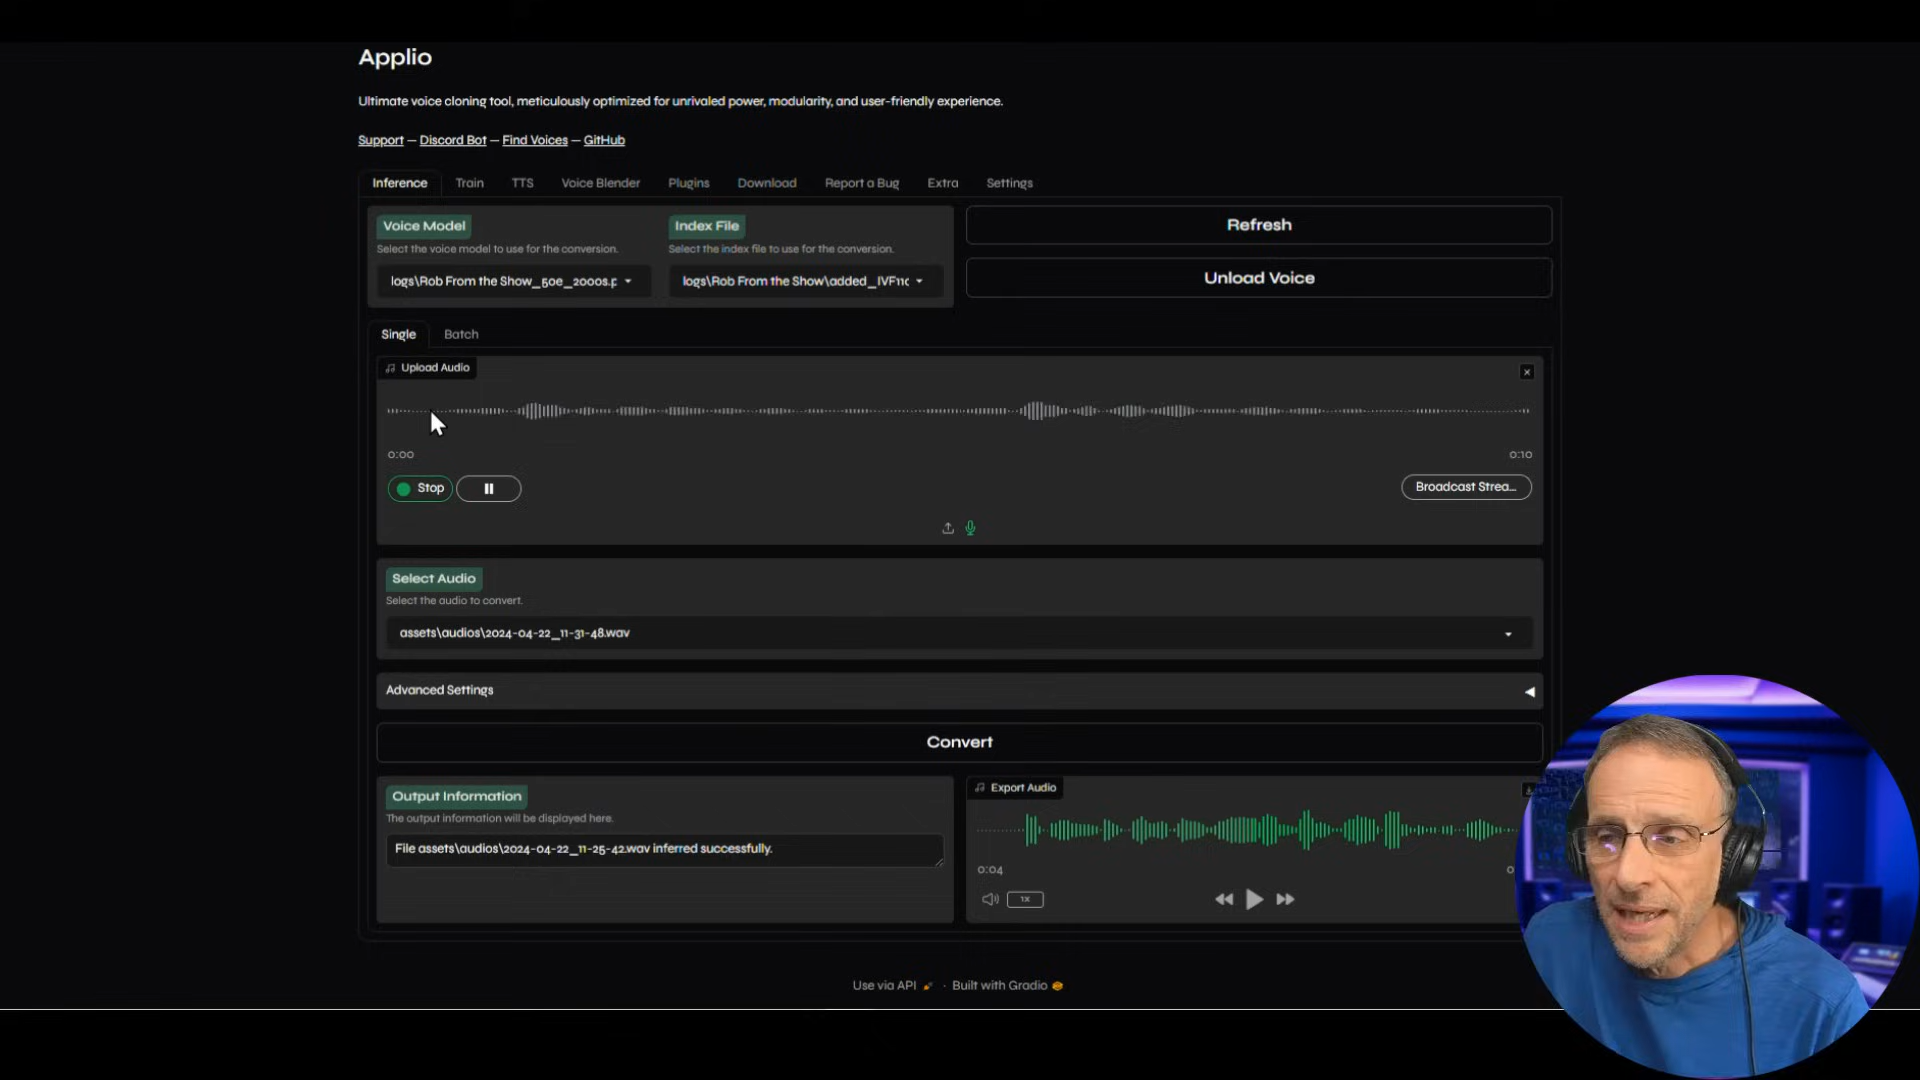 Applio
Ultimate voice cloning tool, meticulously optimized for unrivaled power, modularity, and user-friendly experience.
Support — Discord Bot — Find Voices — GitHub
Inference Train TTS Voice Blender Plugins Download Report a Bug Extra Settings
Voice Model
Select the voice model to use for the conversion.
logs\Rob From the Show_50e_2000s.p
Index File
Select the index file to use for the conversion.
logs\Rob From the Show\added_IVF110
Refresh
Unload Voice
Single Batch
Upload Audio
0:00 0:10
Stop
Broadcast Strea...
Select Audio
Select the audio to convert.
assets\audios\2024-04-22_11-31-48.wav
Advanced Settings
Convert
Output Information
The output information will be displayed here.
File assets\audios\2024-04-22_11-25-42.wav inferred successfully.
Export Audio
0:04
1x
Use via API · Built with Gradio